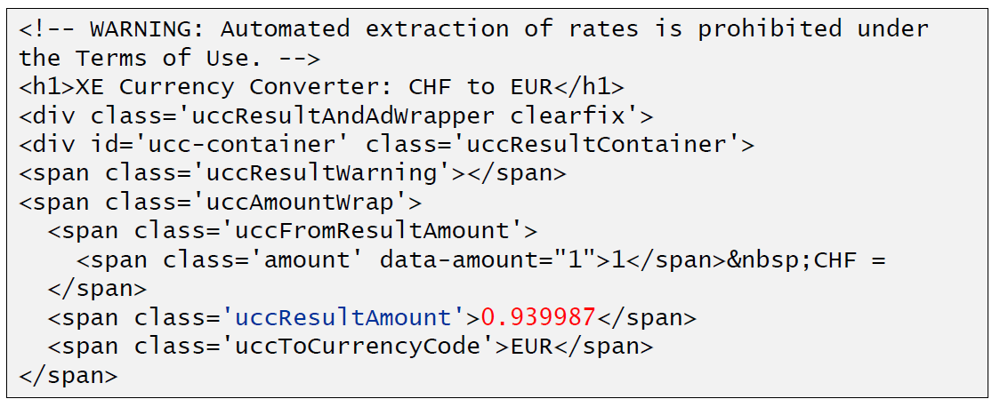 <!-- WARNING: Automated extraction of rates is prohibited under
the Terms of Use. -->
<h1>XE Currency Converter: CHF to EUR</h1>
<div class='uccResultAndAdWrapper clearfix'>
<div id='ucc-container' class='uccResultContainer'>
<span class='uccResultWarning'></span>
<span class='uccAmountWrap'>
  <span class='uccFromResultAmount'>
    <span class='amount' data-amount="1">1</span>&nbsp;CHF =
  </span>
  <span class='uccResultAmount'>0.939987</span>
  <span class='uccToCurrencyCode'>EUR</span>
</span>